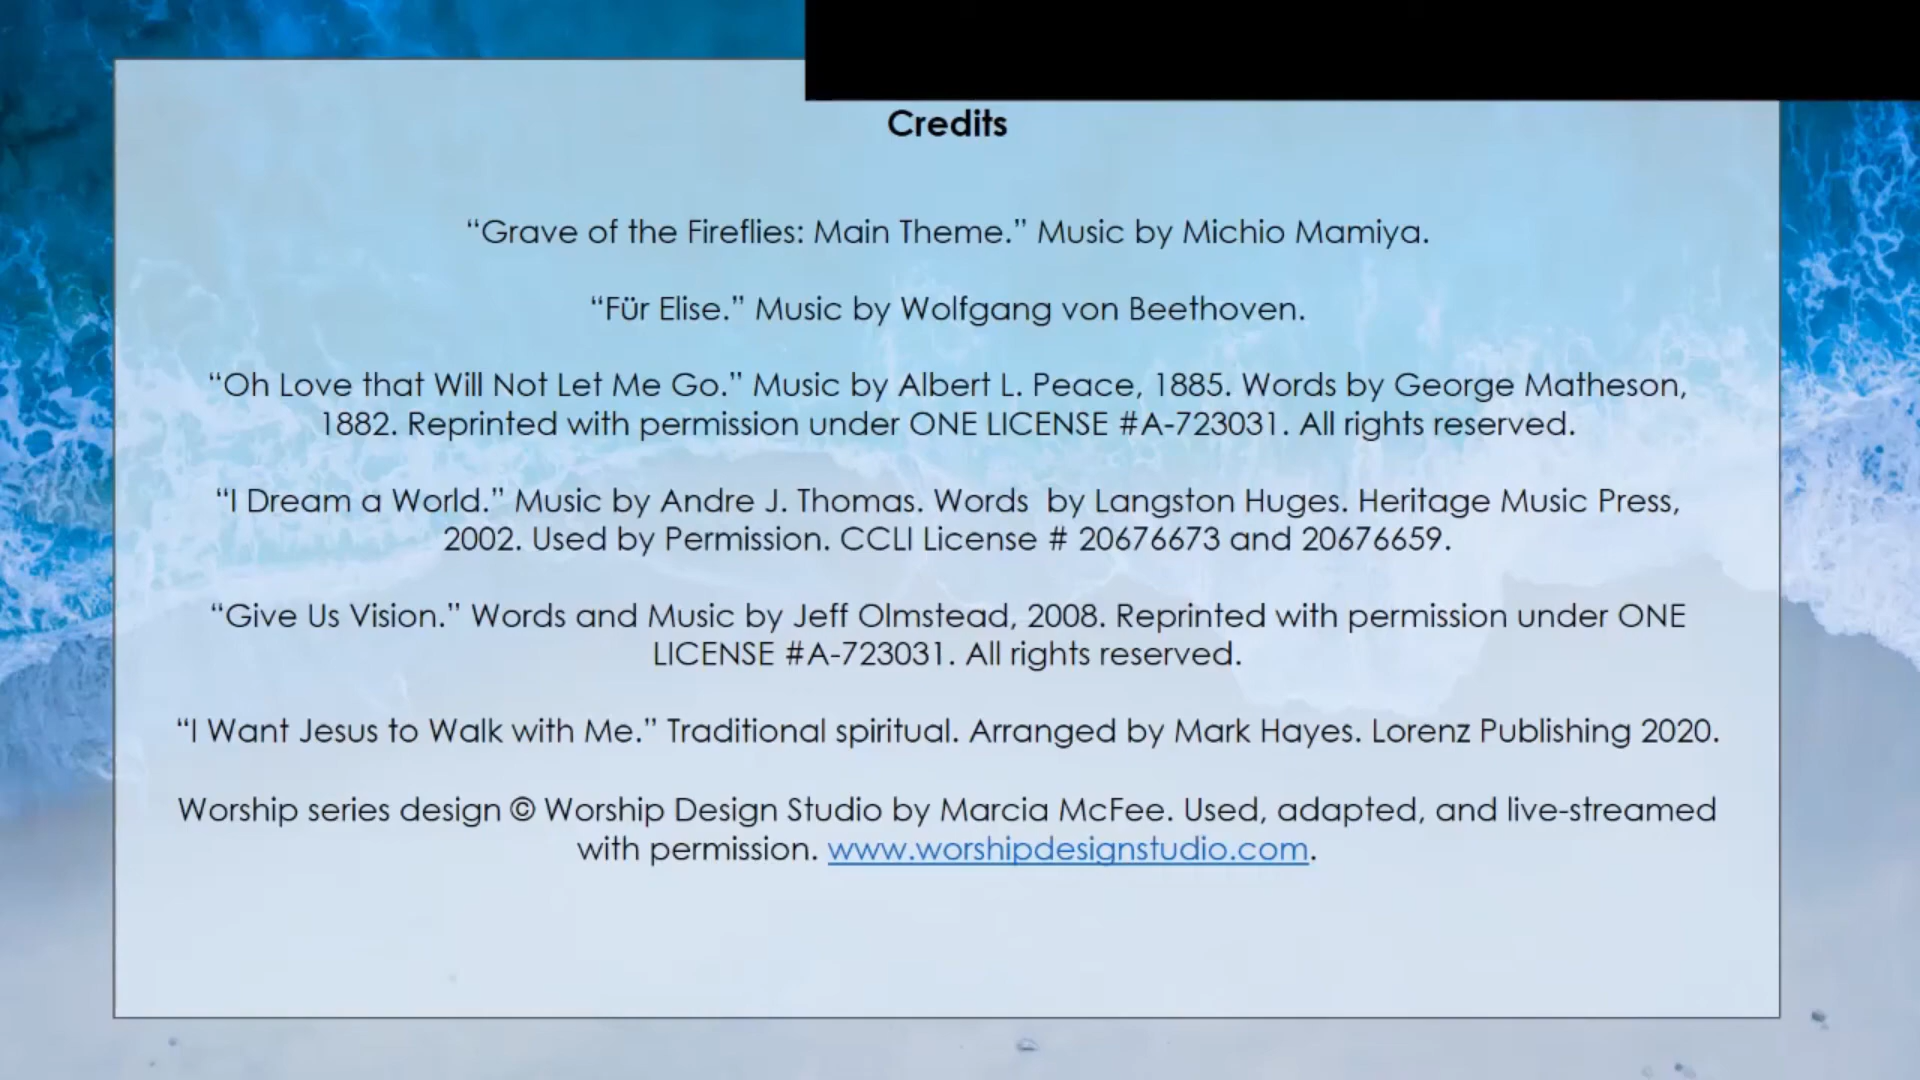 Credits
“Grave of the Fireflies: Main Theme.” Music by Michio Mamiya.
“Für Elise.” Music by Wolfgang von Beethoven.
“Oh Love that Will Not Let Me Go.” Music by Albert L. Peace, 1885. Words by George Matheson,
1882. Reprinted with permission under ONE LICENSE #A-723031. All rights reserved.
“I Dream a World.” Music by Andre J. Thomas. Words  by Langston Huges. Heritage Music Press,
2002. Used by Permission. CCLI License # 20676673 and 20676659.
“Give Us Vision.” Words and Music by Jeff Olmstead, 2008. Reprinted with permission under ONE
LICENSE #A-723031. All rights reserved.
“I Want Jesus to Walk with Me.” Traditional spiritual. Arranged by Mark Hayes. Lorenz Publishing 2020.
Worship series design © Worship Design Studio by Marcia McFee. Used, adapted, and live-streamed
with permission. www.worshipdesignstudio.com.